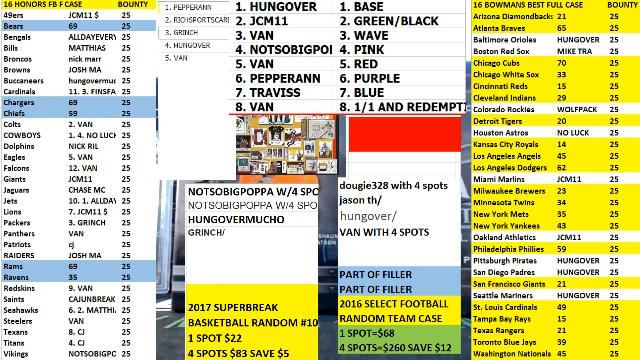 16 HONORS FB F CASE BOUNTY
49ers JCM11 $ 25
Bears 69 25
Bengals ALLDAYEVERY 25
Bills MATTHIAS 25
Broncos nick marr 25
Browns JOSH MA 25
Buccaneers hungovermuc 25
Cardinals 11. 3. FINSFA 25
Chargers 69 25
Chiefs 59 25
Colts 2. VAN 25
COWBOYS 1. 4. NO LUCK 25
Dolphins NICK RIL 25
Eagles 5. VAN 25
Falcons 12. VAN 25
Giants JCM11 25
Jaguars CHASE MC 25
Jets 10. 1. ALLDAY 25
Lions 7. JCM11 $ 25
Packers 3. GRINCH 25
Panthers VAN 25
Patriots cj 25
RAIDERS JOSH MA 25
Rams 69 25
Ravens 35 25
Redskins 9. VAN 25
Saints CAJUNBREAK 25
Seahawks 6. 2. MATTHI 25
Steelers VAN 25
Texans 8. CJ 25
Titans 4. CJ 25
Vikings NOTSOBIGPO 25
1. PEPPERANN
2. RICHSPORTSCAR
3. GRINCH
4. HUNGOVER
5. VAN
1. HUNGOVER
2. JCM11
3. VAN
4. NOTSOBIGPOP
5. VAN
6. PEPPERANN
7. TRAVISS
8. VAN
1. BASE
2. GREEN/BLACK
3. WAVE
4. PINK
5. RED
6. PURPLE
7. BLUE
8. 1/1 AND REDEMPT
NOTSOBIGPOPPA W/4 SPO
NOTSOBIGPOPPA W/4 SPO
HUNGOVERMUCHO
GRINCH/
2017 SUPERBREAK
BASKETBALL RANDOM #10
1 SPOT $22
4 SPOTS $83 SAVE $5
dougie328 with 4 spots
jason th/
hungover/
VAN WITH 4 SPOTS
PART OF FILLER
PART OF FILLER
2016 SELECT FOOTBALL
RANDOM TEAM CASE
1 SPOT=$68
4 SPOTS=$260 SAVE $12
16 BOWMANS BEST FULL CASE BOUNTY
Arizona Diamondbacks 21 25
Atlanta Braves 65 25
Baltimore Orioles HUNGOVER 25
Boston Red Sox MIKE TRA 25
Chicago Cubs 70 25
Chicago White Sox 33 25
Cincinnati Reds 15 25
Cleveland Indians 29 25
Colorado Rockies WOLFPACK 25
Detroit Tigers 20 25
Houston Astros NO LUCK 25
Kansas City Royals 14 25
Los Angeles Angels 45 25
Los Angeles Dodgers 62 25
Miami Marlins JCM11 25
Milwaukee Brewers 23 25
Minnesota Twins 34 25
New York Mets 35 25
New York Yankees 43 25
Oakland Athletics JCM11 25
Philadelphia Phillies 59 25
Pittsburgh Pirates HUNGOVER 25
San Diego Padres HUNGOVER 25
San Francisco Giants 21 25
Seattle Mariners HUNGOVER 25
St. Louis Cardinals 49 25
Tampa Bay Rays 15 25
Texas Rangers 21 25
Toronto Blue Jays 39 25
Washington Nationals 45 25